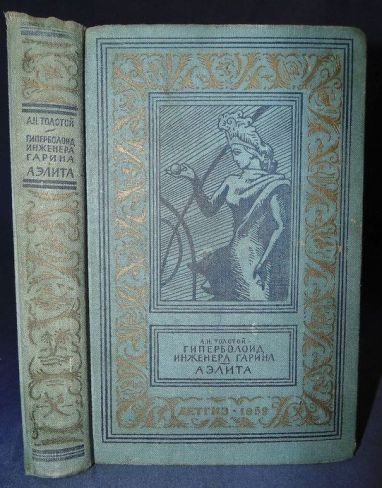 А.Н. ТОЛСТОЙ
ГИПЕРБОЛОИД
ИНЖЕНЕРА
ГАРИНА
АЭЛИТА
А.Н. ТОЛСТОЙ
ГИПЕРБОЛОИД
ИНЖЕНЕРА ГАРИНА
АЭЛИТА
ДЕТГИЗ · 1959